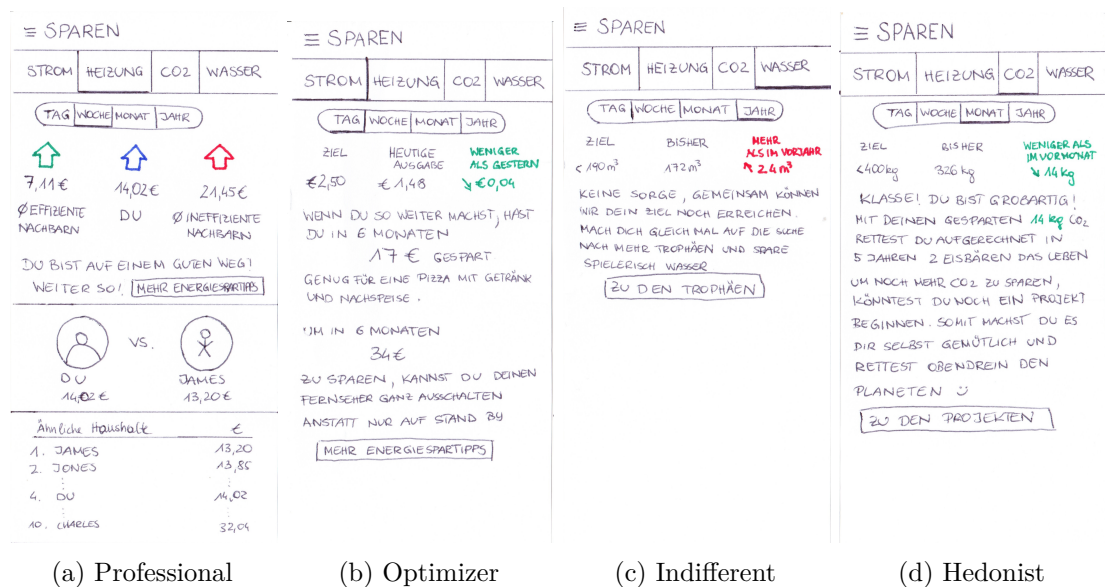 ≡ SPAREN
STROM HEIZUNG CO2 WASSER
TAG WOCHE MONAT JAHR
7,11€ 14,02€ 21,45€
Ø EFFIZIENTE NACHBARN DU Ø INEFFIZIENTE NACHBARN
DU BIST AUF EINEM GUTEN WEG!
WEITER SO! MEHR ENERGIESPARTIPPS
VS.
DU JAMES
14,02€ 13,20€
Ähnliche Haushalte €
1. JAMES 13,20
2. JONES 13,85
4. DU 14,02
10. CHARLES 32,04
(a) Professional
≡ SPAREN
STROM HEIZUNG CO2 WASSER
TAG WOCHE MONAT JAHR
ZIEL HEUTIGE AUSGABE WENIGER ALS GESTERN
€2,50 €1,48 ↘€0,04
WENN DU SO WEITER MACHST, HAST
DU IN 6 MONATEN
17 € GESPART
GENUG FÜR EINE PIZZA MIT GETRÄNK
UND NACHSPEISE.
UM IN 6 MONATEN
34€
ZU SPAREN, KANNST DU DEINEN
FERNSEHER GANZ AUSSCHALTEN
ANSTATT NUR AUF STAND BY
MEHR ENERGIESPARTIPPS
(b) Optimizer
≡ SPAREN
STROM HEIZUNG CO2 WASSER
TAG WOCHE MONAT JAHR
ZIEL BISHER MEHR ALS IM VORJAHR
<190m³ 172m³ ↖24m³
KEINE SORGE, GEMEINSAM KÖNNEN
WIR DEIN ZIEL NOCH ERREICHEN.
MACH DICH GLEICH MAL AUF DIE SUCHE
NACH MEHR TROPHÄEN UND SPARE
SPIELERISCH WASSER
ZU DEN TROPHÄEN
(c) Indifferent
≡ SPAREN
STROM HEIZUNG CO2 WASSER
TAG WOCHE MONAT JAHR
ZIEL BISHER WENIGER ALS IM VORMONAT
<400kg 326kg ↘14kg
KLASSE! DU BIST GROßARTIG!
MIT DEINEN GESPARTEN 14 kg CO₂
RETTEST DU AUFGERECHNET IN
5 JAHREN 2 EISBÄREN DAS LEBEN
UM NOCH MEHR CO2 ZU SPAREN,
KÖNNTEST DU NOCH EIN PROJEKT
BEGINNEN. SOMIT MACHST DU ES
DIR SELBST GEMÜTLICH UND
RETTEST OBENDREIN DEN
PLANETEN ☺
ZU DEN PROJEKTEN
(d) Hedonist